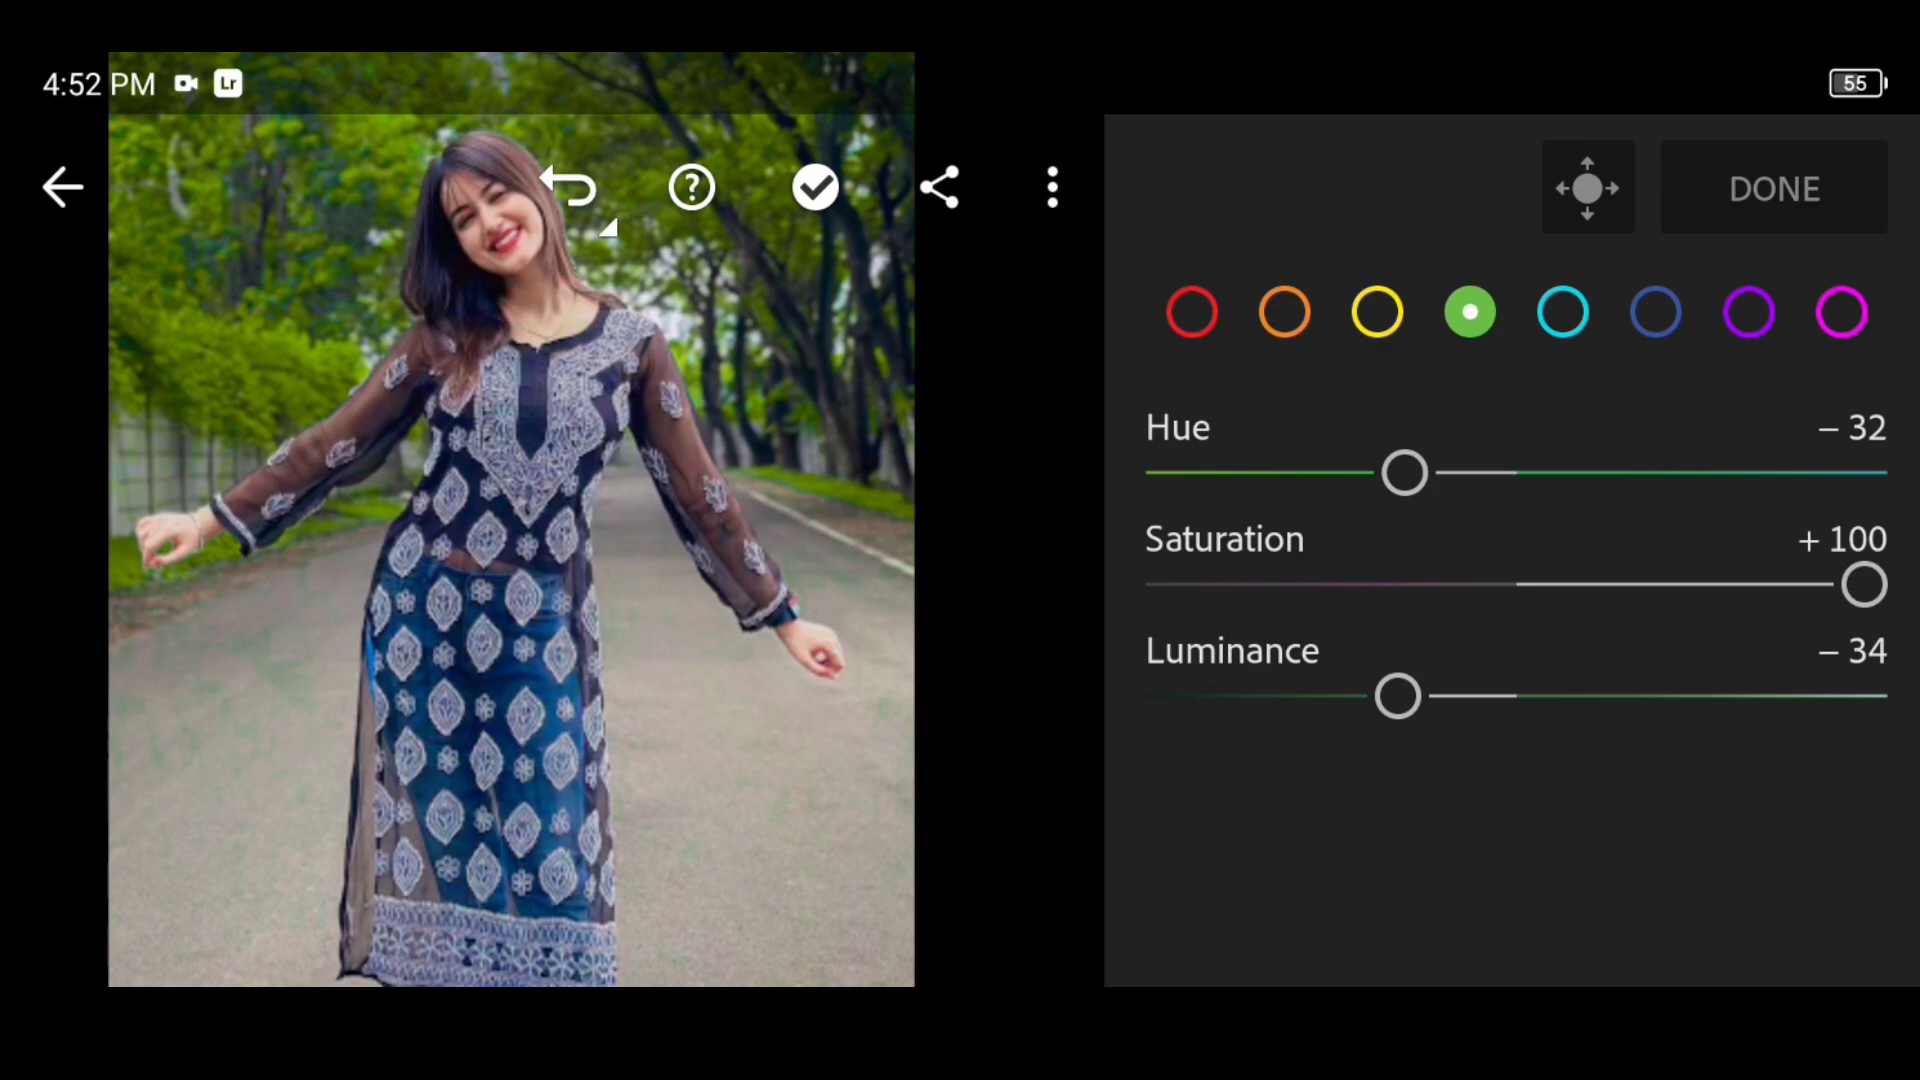 4:52 PM Lr 55
DONE
Hue – 32
Saturation + 100
Luminance – 34